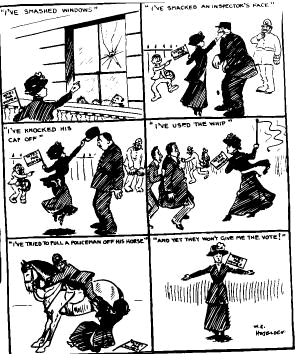 "I'VE SMASHED WINDOWS"
"I'VE SMACKED AN INSPECTOR'S FACE."
"I'VE KNOCKED HIS
CAP OFF"
"I'VE USED THE WHIP"
"I'VE TRIED TO PULL A POLICEMAN OFF HIS HORSE"
"AND YET THEY WON'T GIVE ME THE VOTE!"